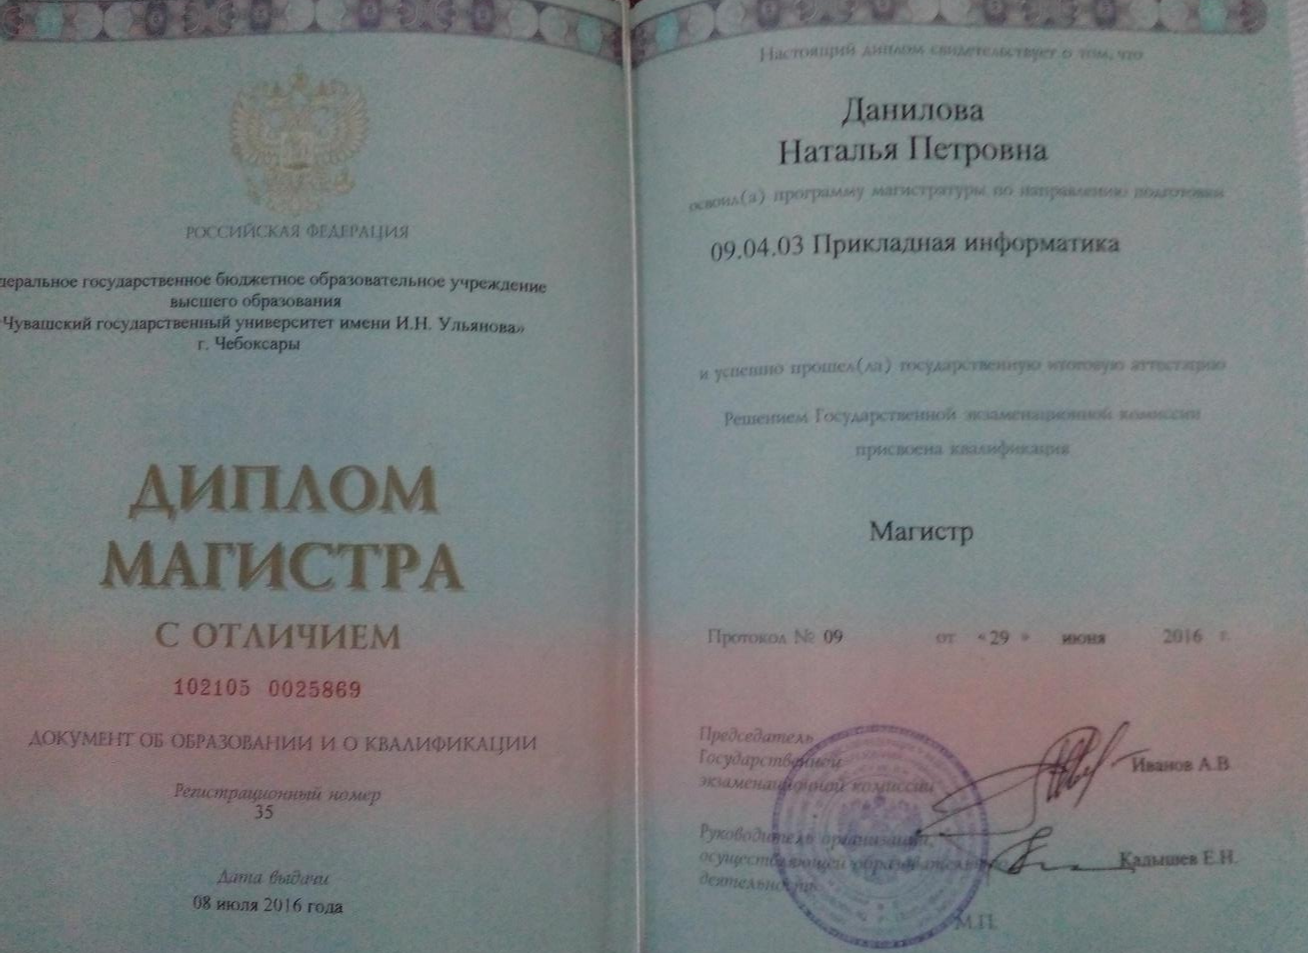 РОССИЙСКАЯ ФЕДЕРАЦИЯ
деральное государственное бюджетное образовательное учреждение
высшего образования
Чувашский государственный университет имени И.Н. Ульянова»
г. Чебоксары
ДИПЛОМ
МАГИСТРА
С ОТЛИЧИЕМ
102105 0025869
ДОКУМЕНТ ОБ ОБРАЗОВАНИИ И О КВАЛИФИКАЦИИ
Регистрационный номер
35
Дата выдачи
08 июля 2016 года
Настоящий диплом свидетельствует о том, что
Данилова
Наталья Петровна
освоил(а) программу магистратуры по направлению подготовки
09.04.03 Прикладная информатика
и успешно прошел(ла) государственную итоговую аттестацию
Решением Государственной экзаменационной комиссии
присвоена квалификация
Магистр
Протокол № 09 от «29 » июня 2016 г.
Председатель
Государственной
экзаменационной комиссии
Иванов А.В
Руководитель организации,
осуществляющей образовательную
деятельность
Кадышев Е.Н.
М.П.